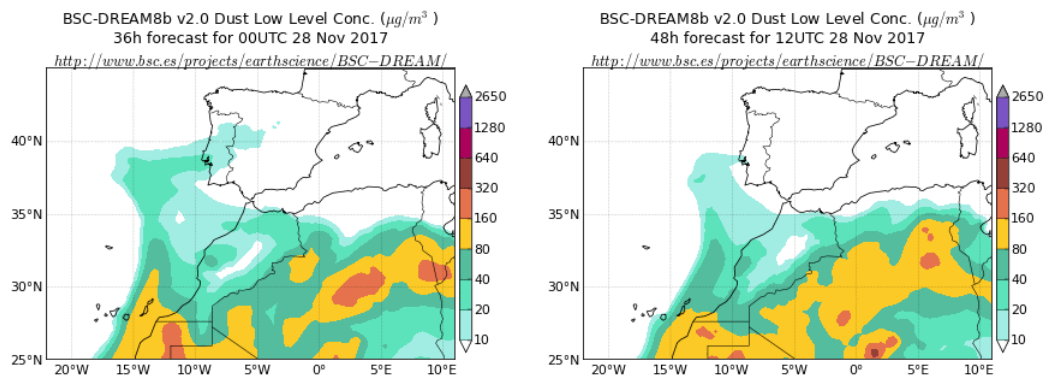 BSC-DREAM8b v2.0 Dust Low Level Conc. (μg/m³ )
36h forecast for 00UTC 28 Nov 2017
http://www.bsc.es/projects/earthscience/BSC−DREAM/
40°N
35°N
30°N
25°N
20°W 15°W 10°W 5°W 0° 5°E 10°E
2650
1280
640
320
160
80
40
20
10
BSC-DREAM8b v2.0 Dust Low Level Conc. (μg/m³ )
48h forecast for 12UTC 28 Nov 2017
http://www.bsc.es/projects/earthscience/BSC−DREAM/
40°N
35°N
30°N
25°N
20°W 15°W 10°W 5°W 0° 5°E 10°E
2650
1280
640
320
160
80
40
20
10